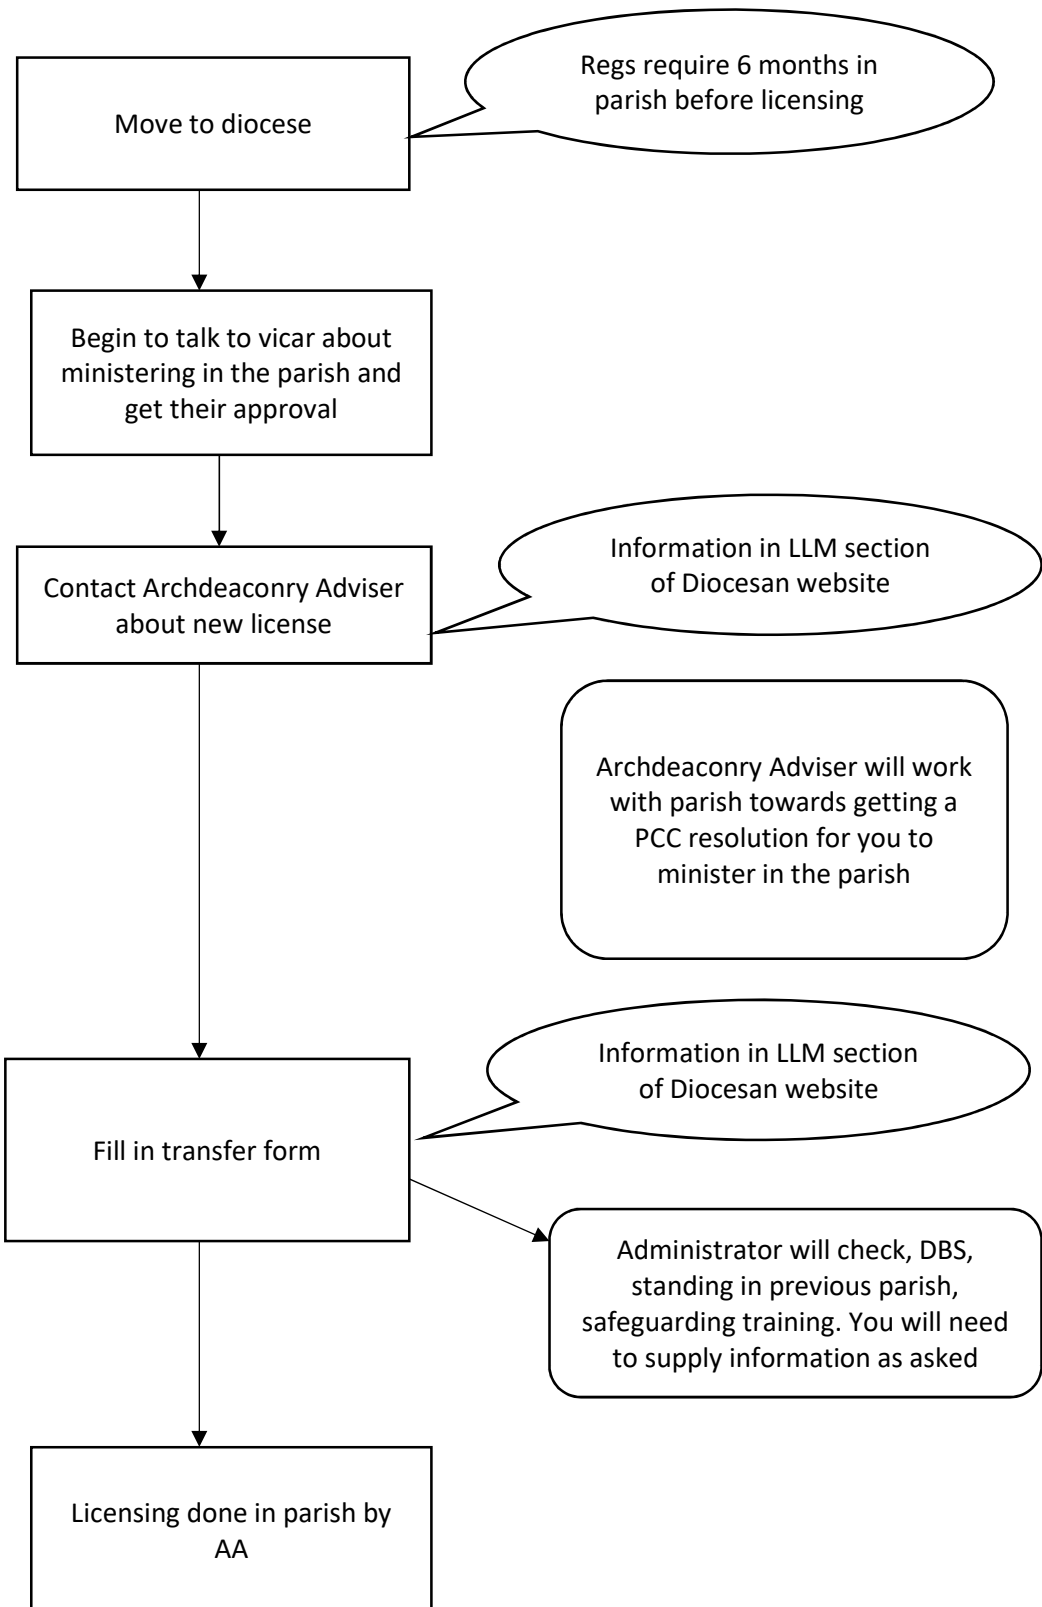 Regs require 6 months in
parish before licensing
Move to diocese
Begin to talk to vicar about
ministering in the parish and
get their approval
Information in LLM section
of Diocesan website
Contact Archdeaconry Adviser
about new license
Archdeaconry Adviser will work
with parish towards getting a
PCC resolution for you to
minister in the parish
Information in LLM section
of Diocesan website
Fill in transfer form
Administrator will check, DBS,
standing in previous parish,
safeguarding training. You will need
to supply information as asked
Licensing done in parish by
AA